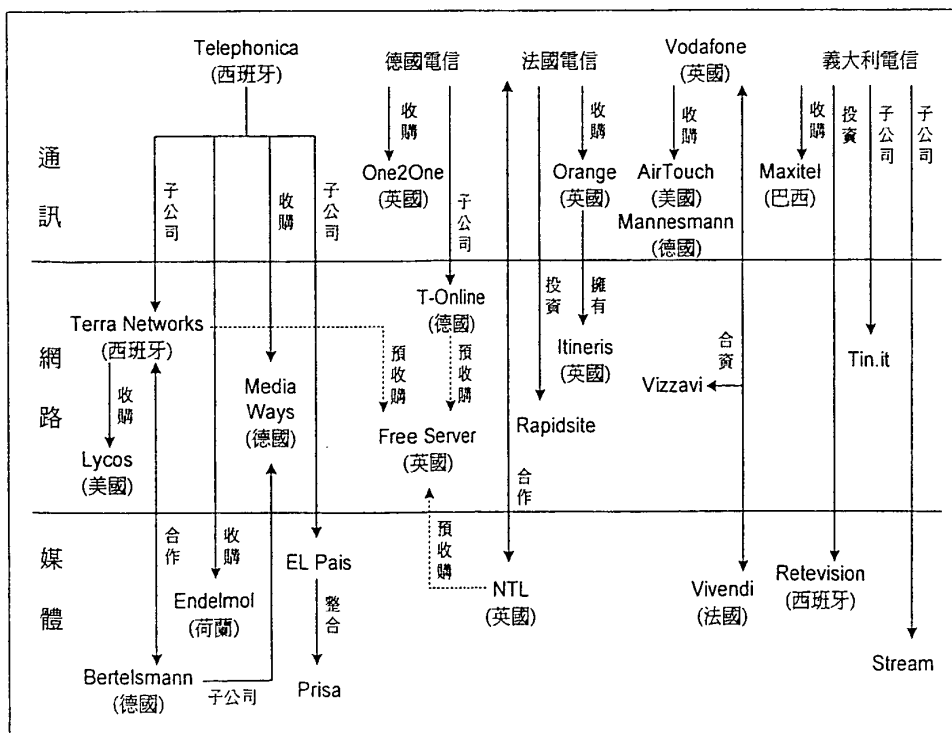 Telephonica
(西班牙)
德國電信
法國電信
Vodafone
(英國)
義大利電信
通訊
收購
收購
收購
收購
投資
子公司
子公司
One2One
(英國)
Orange
(英國)
AirTouch
(美國)
Mannesmann
(德國)
Maxitel
(巴西)
子公司
收購
子公司
子公司
網路
Terra Networks
(西班牙)
T-Online
(德國)
投資
擁有
Itineris
(英國)
合資
Vizzavi
Tin.it
預收購
預收購
收購
Media
Ways
(德國)
Free Server
(英國)
Rapidsite
Lycos
(美國)
合作
媒體
合作
收購
EL Pais
預收購
NTL
(英國)
Vivendi
(法國)
Retevision
(西班牙)
Endelmol
(荷蘭)
整合
Bertelsmann
(德國)
子公司
Prisa
Stream